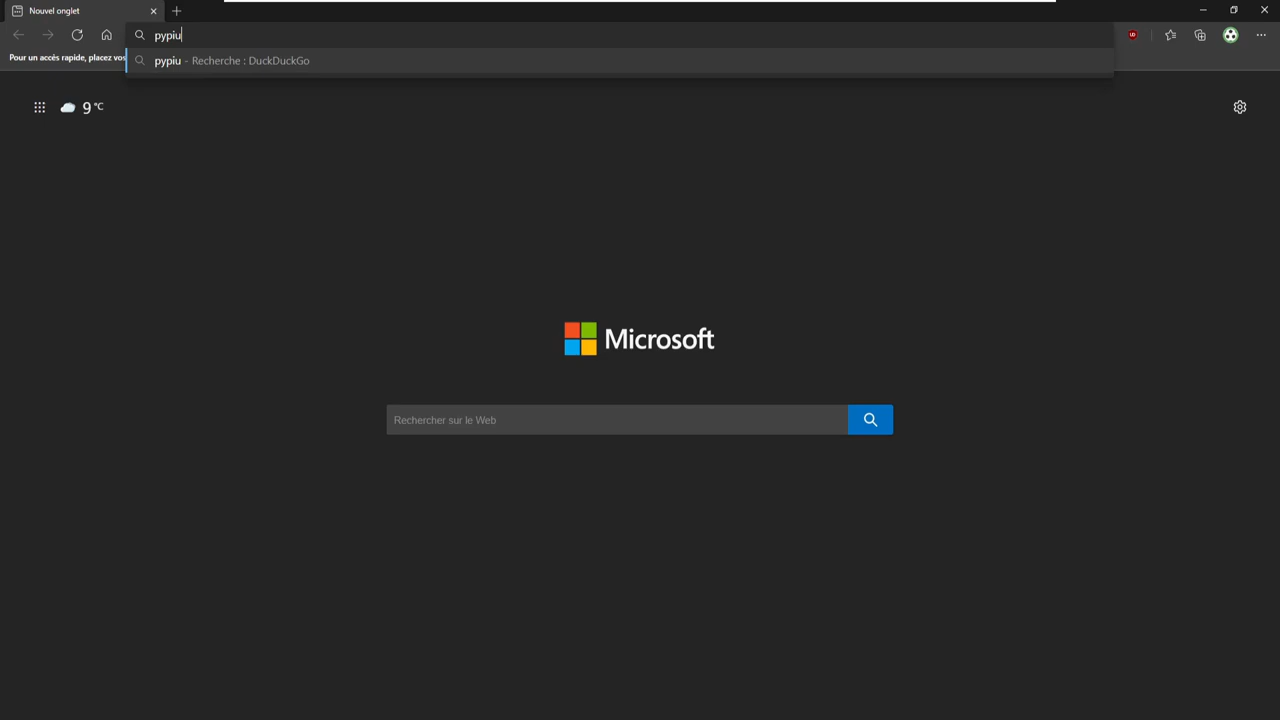 Nouvel onglet
pypiu
Pour un accès rapide, placez vos
pypiu - Recherche : DuckDuckGo
9 °C
Microsoft
Rechercher sur le Web